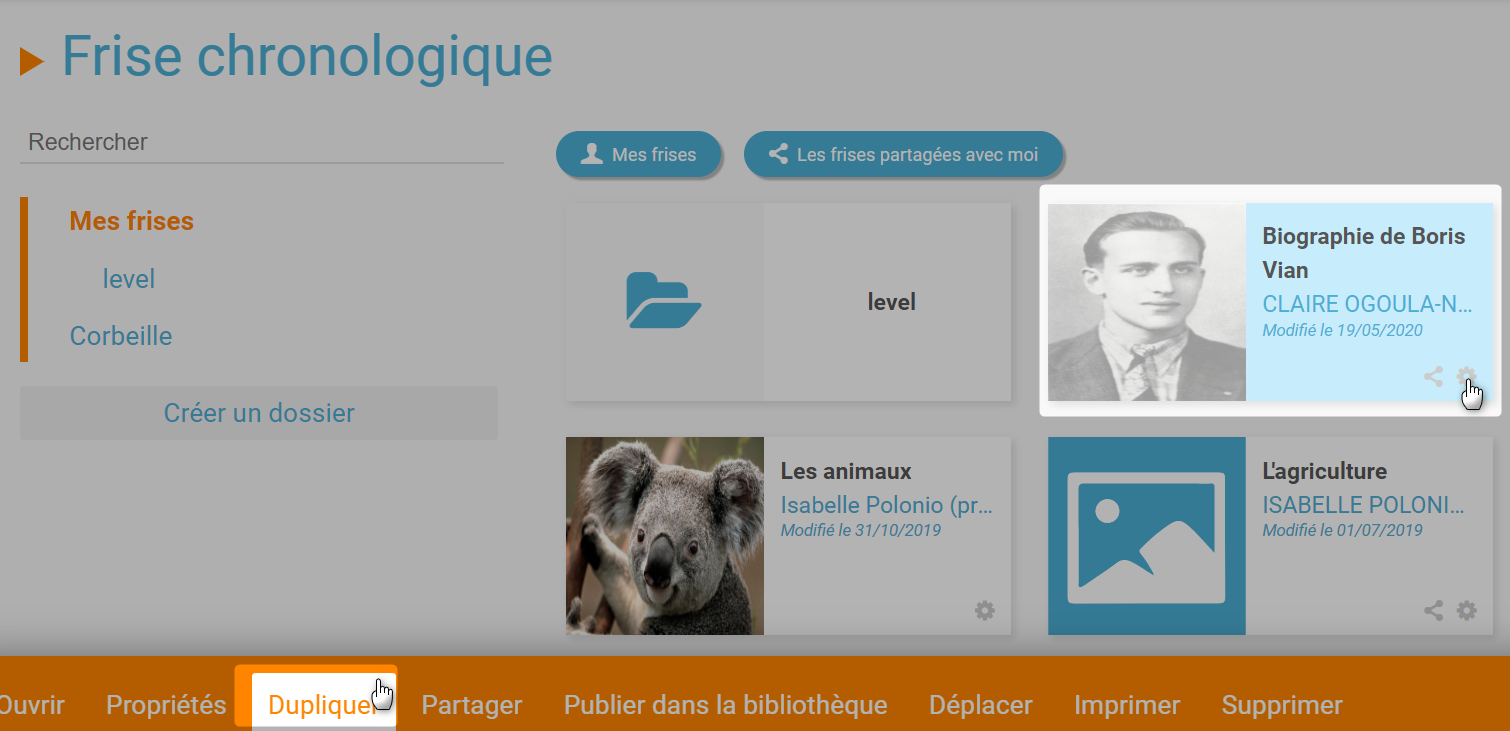 Frise chronologique
Rechercher
Mes frises
Les frises partagées avec moi
Mes frises
level
Corbeille
Créer un dossier
level
Biographie de Boris
Vian
CLAIRE OGOULA-N...
Modifié le 19/05/2020
Les animaux
Isabelle Polonio (pr...
Modifié le 31/10/2019
L'agriculture
ISABELLE POLONI...
Modifié le 01/07/2019
Ouvrir Propriétés Dupliquer Partager Publier dans la bibliothèque Déplacer Imprimer Supprimer